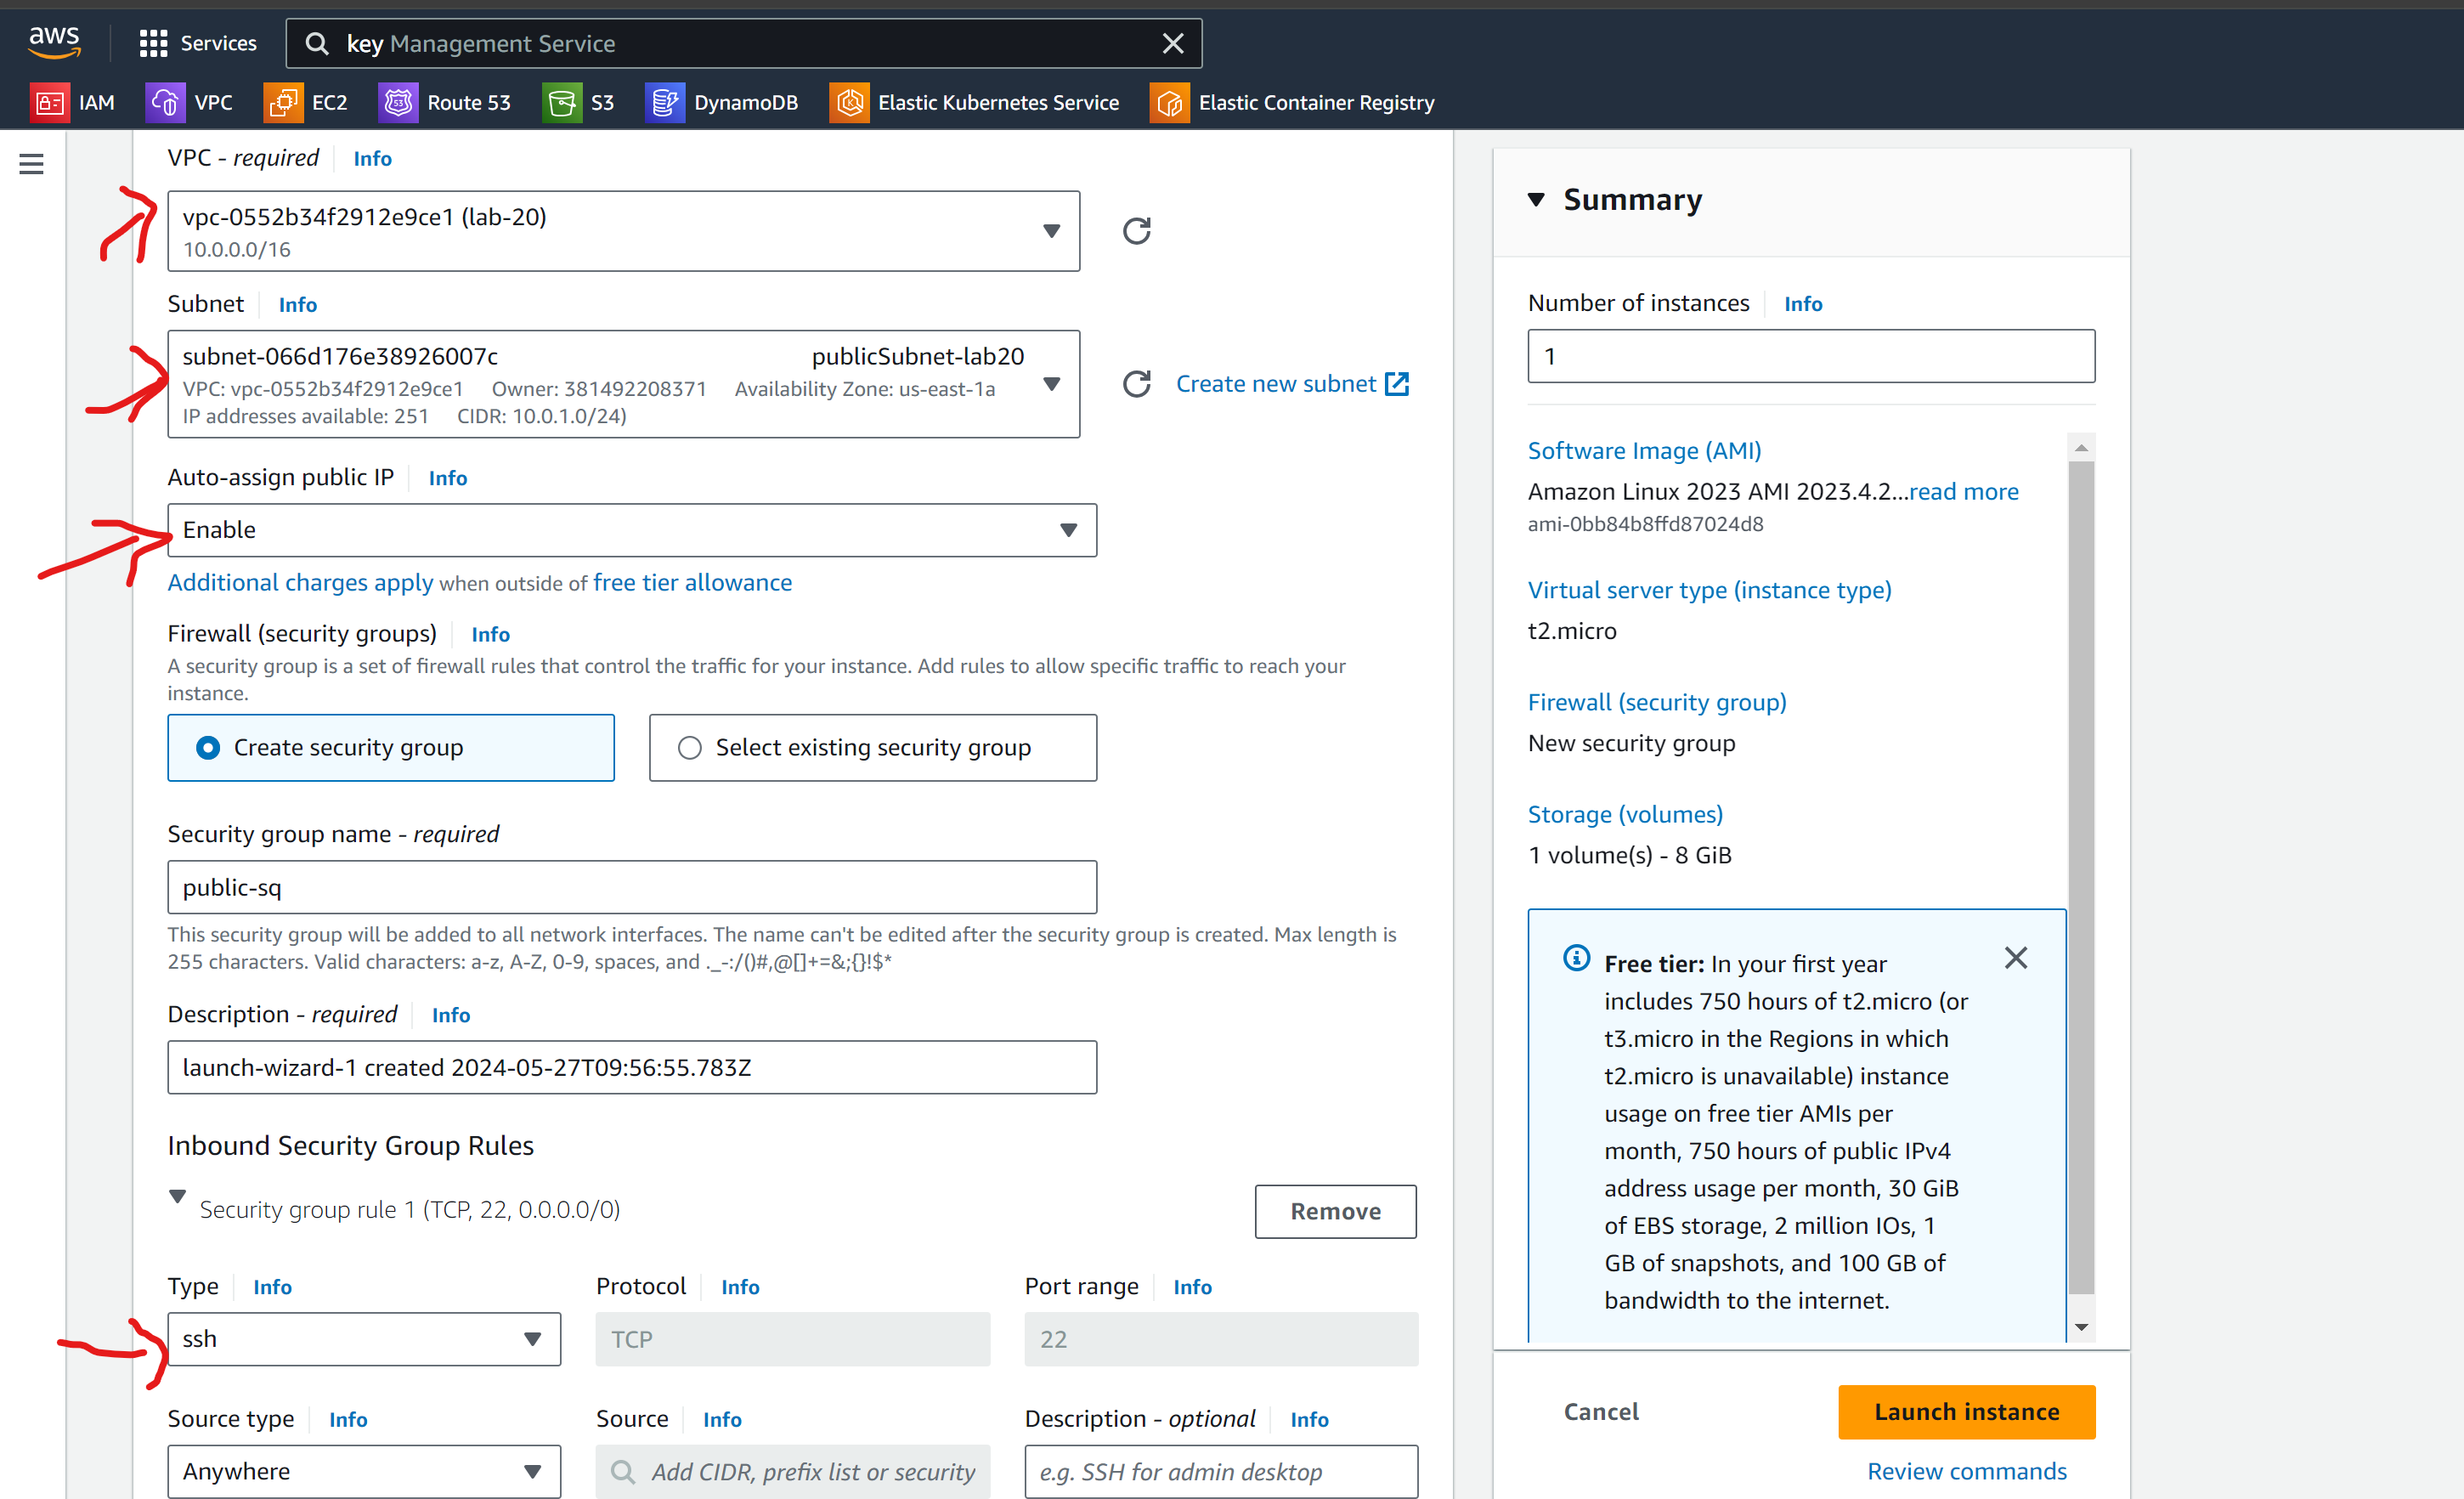 aws
Services
key Management Service
IAM
VPC
EC2
53
Route 53
S3
DynamoDB
Elastic Kubernetes Service
Elastic Container Registry
VPC - required
Info
vpc-0552b34f2912e9ce1 (lab-20)
10.0.0.0/16
Subnet
Info
subnet-066d176e38926007c publicSubnet-lab20
VPC: vpc-0552b34f2912e9ce1 Owner: 381492208371 Availability Zone: us-east-1a
IP addresses available: 251 CIDR: 10.0.1.0/24)
Create new subnet
Auto-assign public IP
Info
Enable
Additional charges apply when outside of free tier allowance
Firewall (security groups)
Info
A security group is a set of firewall rules that control the traffic for your instance. Add rules to allow specific traffic to reach your
instance.
Create security group
Select existing security group
Security group name - required
public-sq
This security group will be added to all network interfaces. The name can't be edited after the security group is created. Max length is
255 characters. Valid characters: a-z, A-Z, 0-9, spaces, and ._-:/()#,@[]+=&;{}!$*
Description - required
Info
launch-wizard-1 created 2024-05-27T09:56:55.783Z
Inbound Security Group Rules
Security group rule 1 (TCP, 22, 0.0.0.0/0)
Remove
Type
Info
Protocol
Info
Port range
Info
ssh
TCP
22
Source type
Info
Source
Info
Description - optional
Info
Anywhere
Add CIDR, prefix list or security
e.g. SSH for admin desktop
Summary
Number of instances
Info
1
Software Image (AMI)
Amazon Linux 2023 AMI 2023.4.2...read more
ami-0bb84b8ffd87024d8
Virtual server type (instance type)
t2.micro
Firewall (security group)
New security group
Storage (volumes)
1 volume(s) - 8 GiB
Free tier: In your first year
includes 750 hours of t2.micro (or
t3.micro in the Regions in which
t2.micro is unavailable) instance
usage on free tier AMIs per
month, 750 hours of public IPv4
address usage per month, 30 GiB
of EBS storage, 2 million IOs, 1
GB of snapshots, and 100 GB of
bandwidth to the internet.
Cancel
Launch instance
Review commands